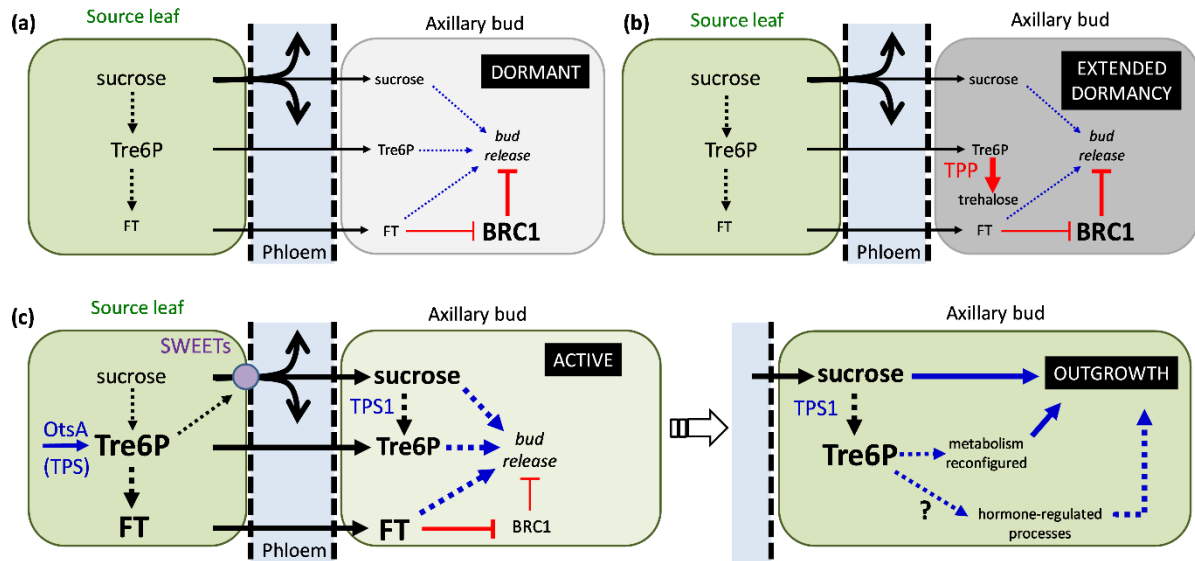 (a)
Source leaf
Axillary bud
sucrose
Tre6P
FT
Phloem
sucrose
Tre6P
FT
DORMANT
bud
release
BRC1
(b)
Source leaf
Axillary bud
sucrose
Tre6P
FT
Phloem
sucrose
Tre6P
TPP
trehalose
FT
EXTENDED
DORMANCY
bud
release
BRC1
(c)
Source leaf
Axillary bud
SWEETs
sucrose
OtsA
(TPS)
Tre6P
FT
Phloem
sucrose
TPS1
Tre6P
FT
ACTIVE
bud
release
BRC1
Axillary bud
sucrose
TPS1
Tre6P
OUTGROWTH
metabolism
reconfigured
?
hormone-regulated
processes